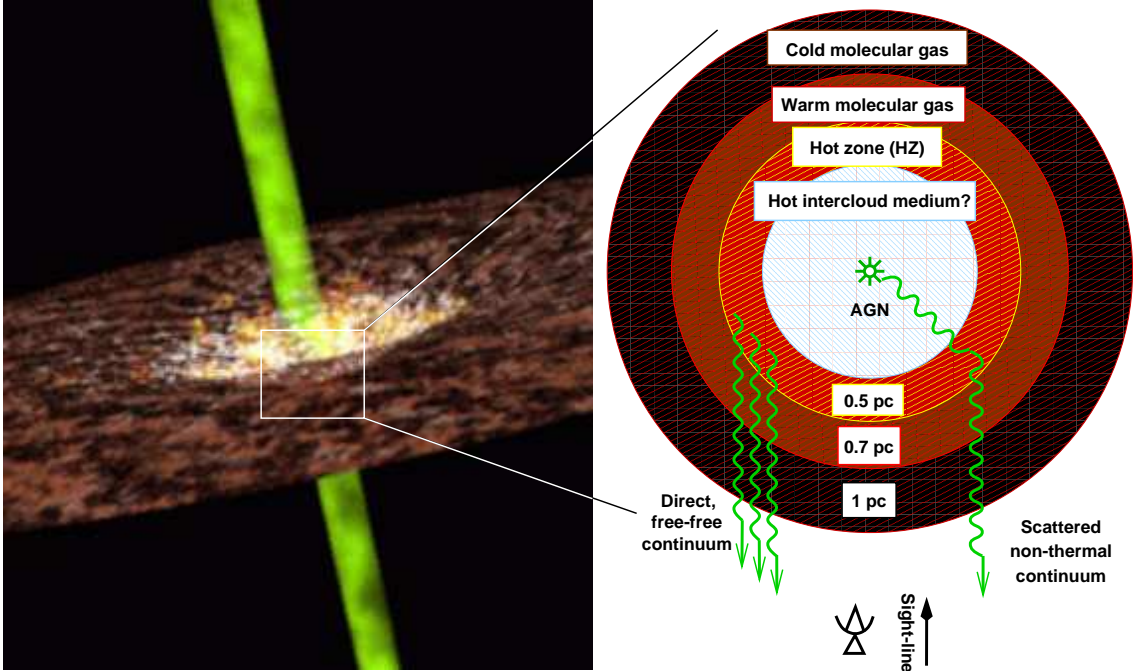 Cold molecular gas
Warm molecular gas
Hot zone (HZ)
Hot intercloud medium?
AGN
0.5 pc
0.7 pc
1 pc
Direct,
free-free
continuum
Scattered
non-thermal
continuum
Sight-line